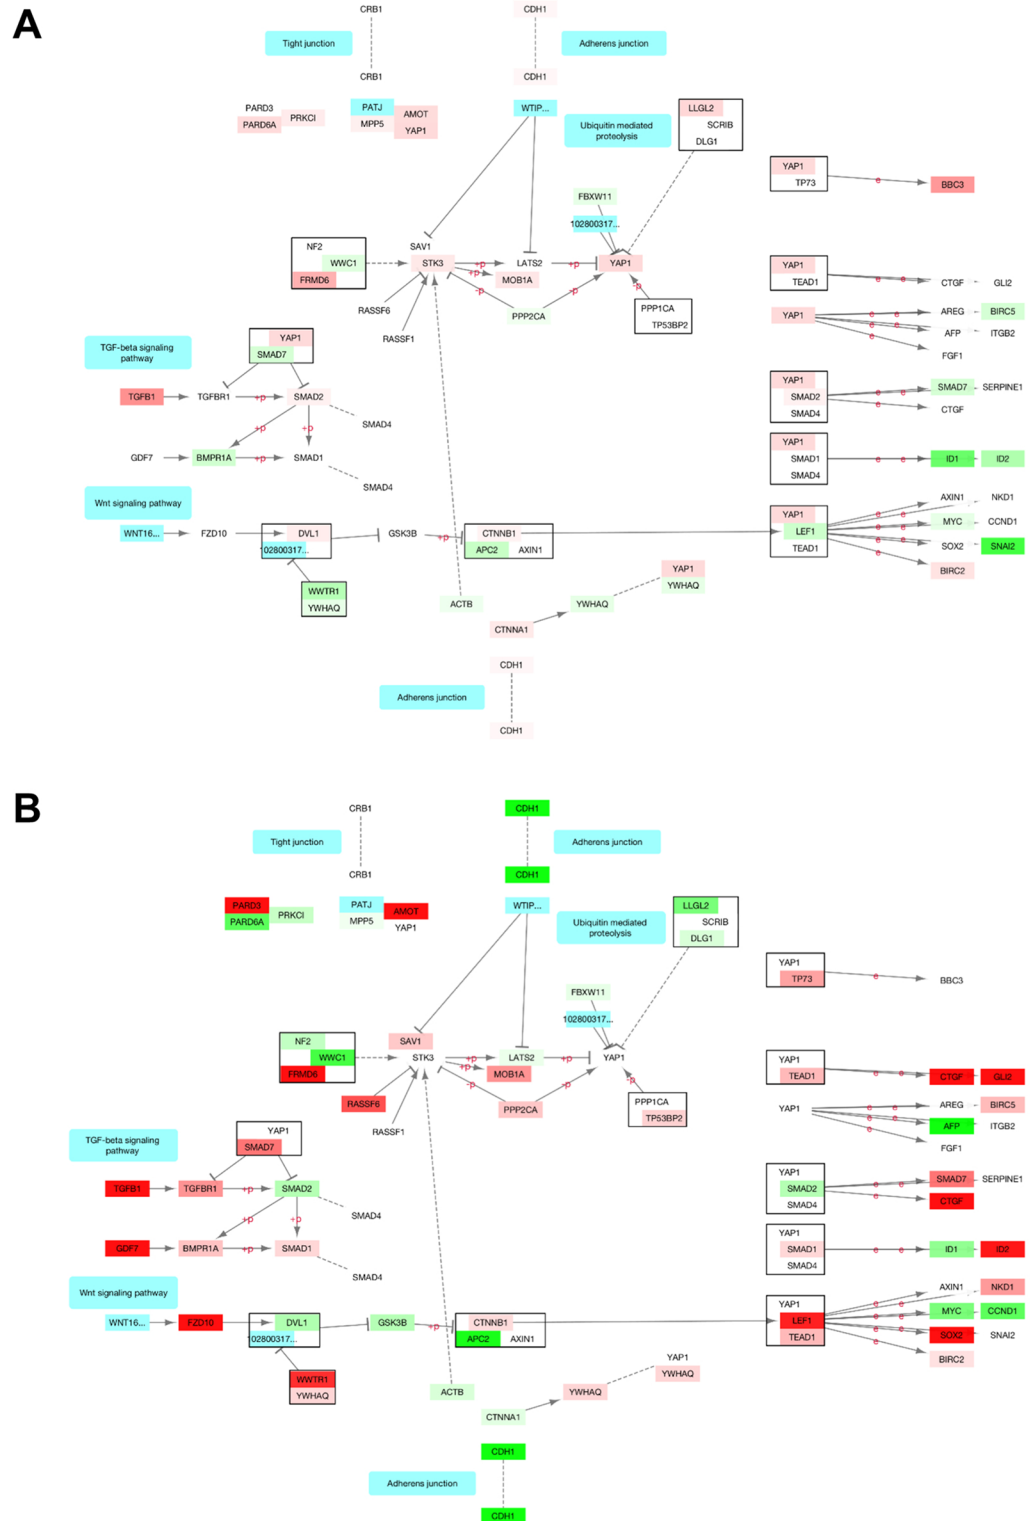 A
CRB1
CDH1
Tight junction
Adherens junction
CRB1
CDH1
PARD3
PARD6A
PRKCI
PATJ
MPP5
AMOT
YAP1
WTIP...
Ubiquitin mediated
proteolysis
LLGL2
SCRIB
DLG1
YAP1
TP73
e
BBC3
FBXW11
102800317...
NF2
WWC1
FRMD6
SAV1
STK3
+p
+p
LATS2
MOB1A
+p
YAP1
-p
-p
-p
PPP2CA
PPP1CA
TP53BP2
RASSF6
RASSF1
YAP1
TEAD1
e
e
CTGF
GLI2
YAP1
e
e
e
e
e
AREG
BIRC5
AFP
ITGB2
FGF1
TGF-beta signaling
pathway
YAP1
SMAD7
TGFB1
TGFBR1
+p
SMAD2
SMAD4
+p
+p
GDF7
BMPR1A
+p
SMAD1
SMAD4
YAP1
SMAD2
SMAD4
e
e
e
SMAD7
SERPINE1
CTGF
YAP1
SMAD1
SMAD4
e
e
ID1
ID2
Wnt signaling pathway
WNT16...
FZD10
DVL1
02800317...
GSK3B
+p
CTNNB1
APC2
AXIN1
YAP1
LEF1
TEAD1
e
e
e
e
e
e
e
AXIN1
NKD1
MYC
CCND1
SOX2
SNAI2
BIRC2
WWTR1
YWHAQ
ACTB
CTNNA1
YWHAQ
YAP1
YWHAQ
CDH1
Adherens junction
CDH1
B
CRB1
CDH1
Tight junction
Adherens junction
CRB1
CDH1
PARD3
PARD6A
PRKCI
PATJ
MPP5
AMOT
YAP1
WTIP...
Ubiquitin mediated
proteolysis
LLGL2
SCRIB
DLG1
YAP1
TP73
e
BBC3
FBXW11
102800317...
NF2
WWC1
FRMD6
SAV1
STK3
+p
+p
LATS2
MOB1A
+p
YAP1
-p
-p
-p
PPP2CA
PPP1CA
TP53BP2
RASSF6
RASSF1
YAP1
TEAD1
e
e
CTGF
GLI2
YAP1
e
e
e
e
e
AREG
BIRC5
AFP
ITGB2
FGF1
TGF-beta signaling
pathway
YAP1
SMAD7
TGFB1
TGFBR1
+p
SMAD2
SMAD4
+p
+p
GDF7
BMPR1A
+p
SMAD1
SMAD4
YAP1
SMAD2
SMAD4
e
e
e
SMAD7
SERPINE1
CTGF
YAP1
SMAD1
SMAD4
e
e
ID1
ID2
Wnt signaling pathway
WNT16...
FZD10
DVL1
02800317...
GSK3B
+p
CTNNB1
APC2
AXIN1
YAP1
LEF1
TEAD1
e
e
e
e
e
e
e
AXIN1
NKD1
MYC
CCND1
SOX2
SNAI2
BIRC2
WWTR1
YWHAQ
ACTB
CTNNA1
YWHAQ
YAP1
YWHAQ
CDH1
Adherens junction
CDH1